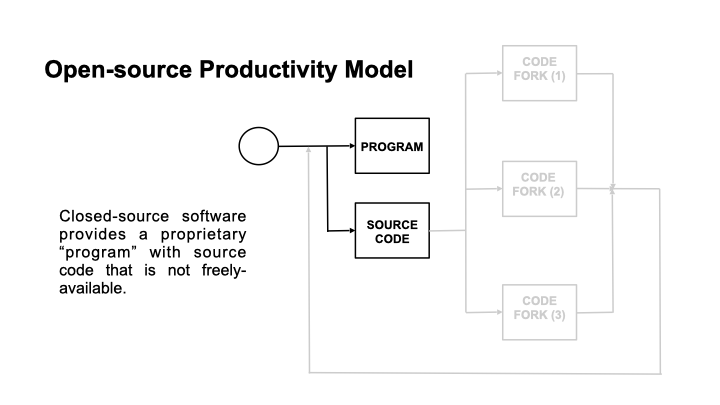 Open-source Productivity Model
CODE
FORK (1)
PROGRAM
CODE
FORK (2)
SOURCE
CODE
Closed-source software
provides a proprietary
“program” with source
code that is not freely-
available.
CODE
FORK (3)